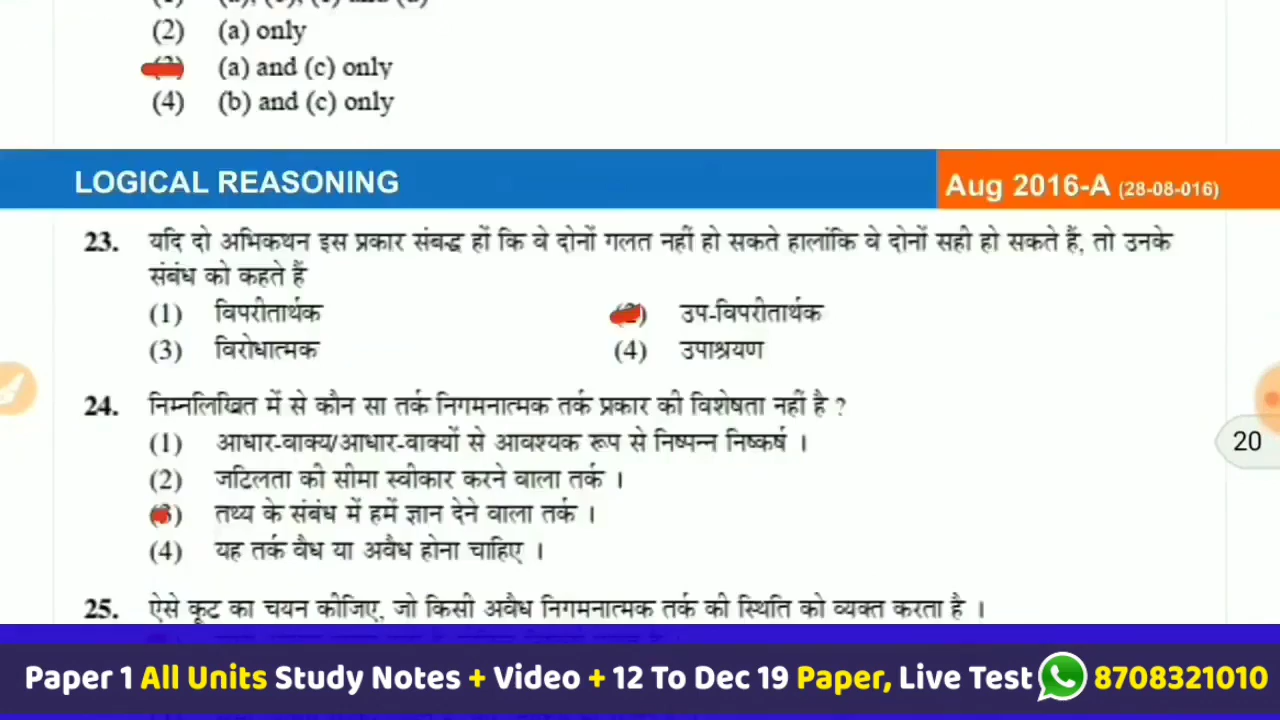 (2) (a) only
(a) and (c) only
(4) (b) and (c) only
LOGICAL REASONING
Aug 2016-A (28-08-016)
23. यदि दो अभिकथन इस प्रकार संबद्ध हों कि वे दोनों गलत नहीं हो सकते हालांकि वे दोनों सही हो सकते हैं, तो उनके
संबंध को कहते हैं
(1) विपरीतार्थक (2) उप-विपरीतार्थक
(3) विरोधात्मक (4) उपाश्रयण
24. निम्नलिखित में से कौन सा तर्क निगमनात्मक तर्क प्रकार की विशेषता नहीं है ?
(1) आधार-वाक्य/आधार-वाक्यों से आवश्यक रूप से निष्पन्न निष्कर्ष ।
(2) जटिलता की सीमा स्वीकार करने वाला तर्क ।
(3) तथ्य के संबंध में हमें ज्ञान देने वाला तर्क ।
(4) यह तर्क वैध या अवैध होना चाहिए ।
20
25. ऐसे कूट का चयन कीजिए, जो किसी अवैध निगमनात्मक तर्क की स्थिति को व्यक्त करता है ।
Paper 1 All Units Study Notes + Video + 12 To Dec 19 Paper, Live Test 8708321010